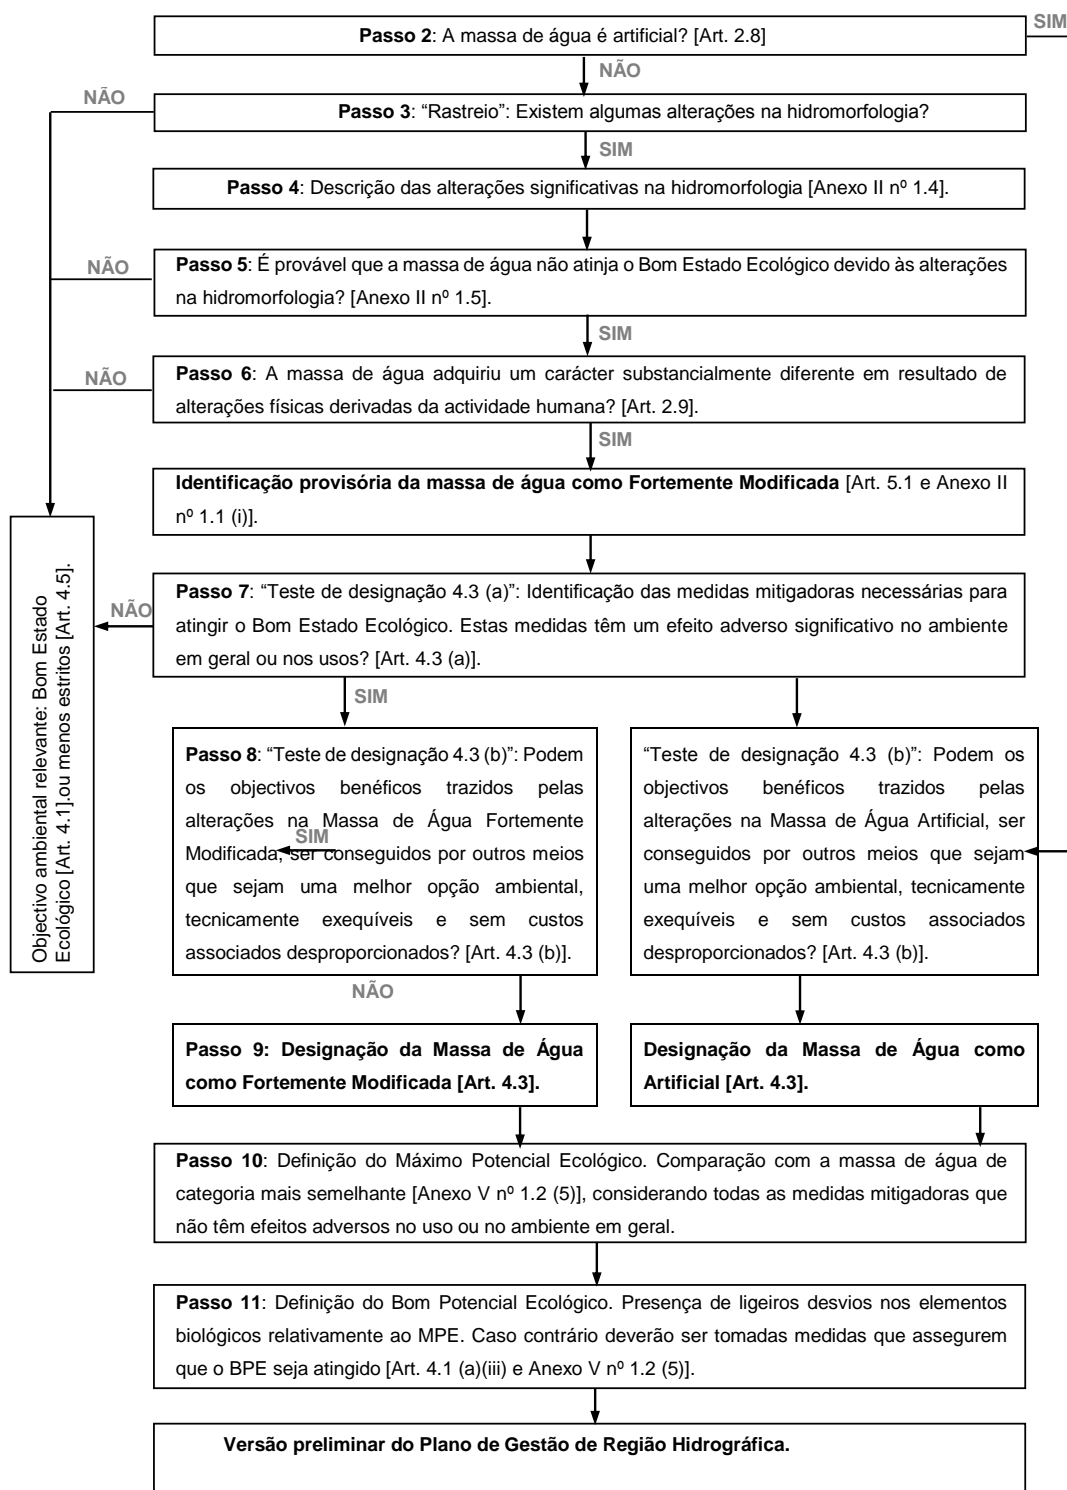 SIM
Passo 2: A massa de água é artificial? [Art. 2.8]
NÃO
NÃO
Passo 3: “Rastreio”: Existem algumas alterações na hidromorfologia?
SIM
Passo 4: Descrição das alterações significativas na hidromorfologia [Anexo II nº 1.4].
NÃO
Passo 5: É provável que a massa de água não atinja o Bom Estado Ecológico devido às alterações
na hidromorfologia? [Anexo II nº 1.5].
SIM
NÃO
Passo 6: A massa de água adquiriu um carácter substancialmente diferente em resultado de
alterações físicas derivadas da actividade humana? [Art. 2.9].
SIM
Identificação provisória da massa de água como Fortemente Modificada [Art. 5.1 e Anexo II
nº 1.1 (i)].
Objectivo ambiental relevante: Bom Estado
Ecológico [Art. 4.1].ou menos estritos [Art. 4.5].
NÃO
Passo 7: “Teste de designação 4.3 (a)”: Identificação das medidas mitigadoras necessárias para
atingir o Bom Estado Ecológico. Estas medidas têm um efeito adverso significativo no ambiente
em geral ou nos usos? [Art. 4.3 (a)].
SIM
Passo 8: “Teste de designação 4.3 (b)”: Podem
os objectivos benéficos trazidos pelas
alterações na Massa de Água Fortemente
SIM
Modificada, ser conseguidos por outros meios
que sejam uma melhor opção ambiental,
tecnicamente exequíveis e sem custos
associados desproporcionados? [Art. 4.3 (b)].
“Teste de designação 4.3 (b)”: Podem os
objectivos benéficos trazidos pelas
alterações na Massa de Água Artificial, ser
conseguidos por outros meios que sejam
uma melhor opção ambiental, tecnicamente
exequíveis e sem custos associados
desproporcionados? [Art. 4.3 (b)].
NÃO
Passo 9: Designação da Massa de Água
como Fortemente Modificada [Art. 4.3].
Designação da Massa de Água como
Artificial [Art. 4.3].
Passo 10: Definição do Máximo Potencial Ecológico. Comparação com a massa de água de
categoria mais semelhante [Anexo V nº 1.2 (5)], considerando todas as medidas mitigadoras que
não têm efeitos adversos no uso ou no ambiente em geral.
Passo 11: Definição do Bom Potencial Ecológico. Presença de ligeiros desvios nos elementos
biológicos relativamente ao MPE. Caso contrário deverão ser tomadas medidas que assegurem
que o BPE seja atingido [Art. 4.1 (a)(iii) e Anexo V nº 1.2 (5)].
Versão preliminar do Plano de Gestão de Região Hidrográfica.